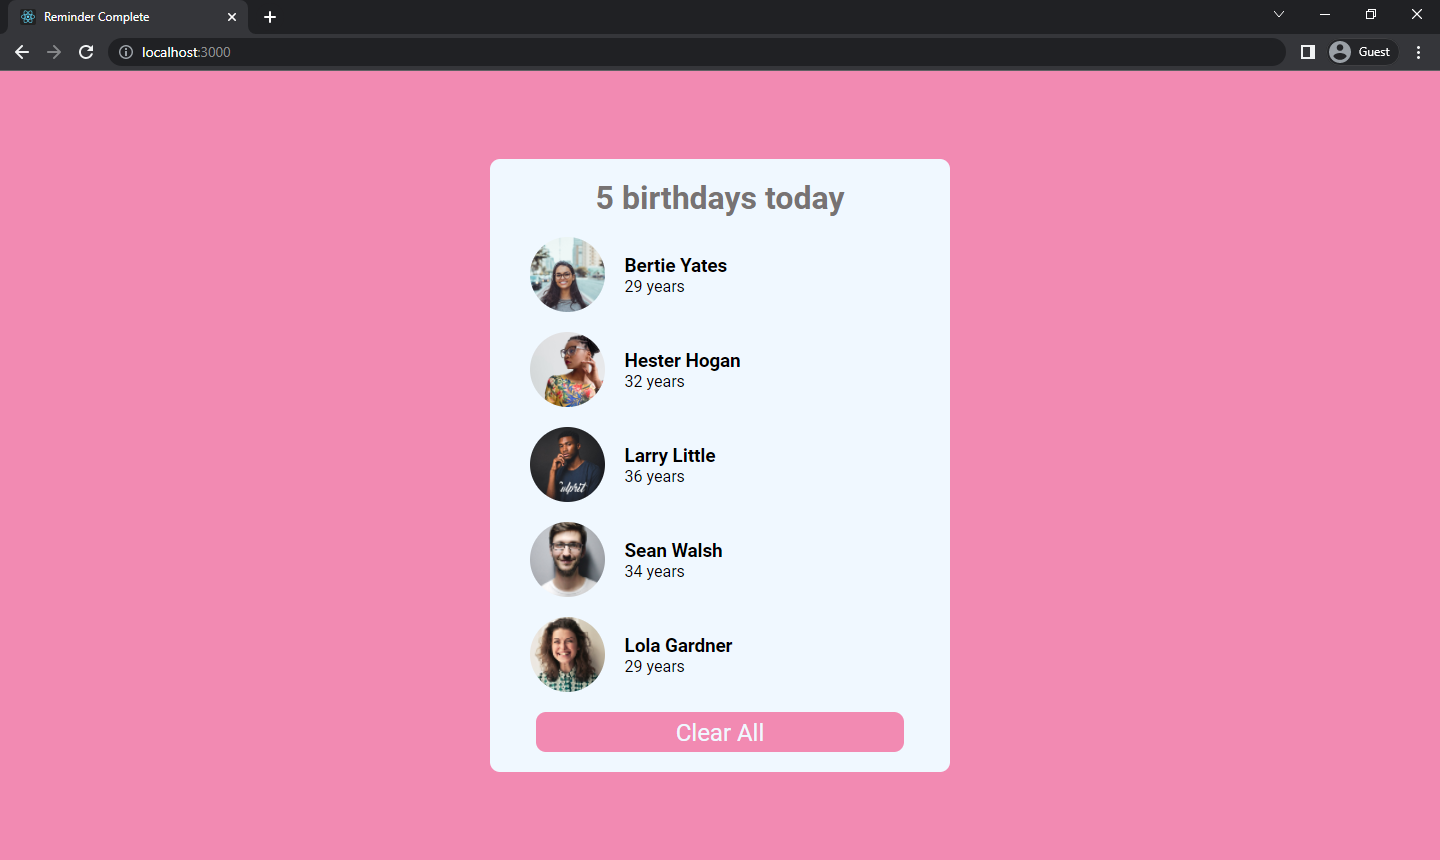 Reminder Complete
localhost:3000
Guest
5 birthdays today
Bertie Yates
29 years
Hester Hogan
32 years
Larry Little
36 years
ulprit
Sean Walsh
34 years
Lola Gardner
29 years
Clear All